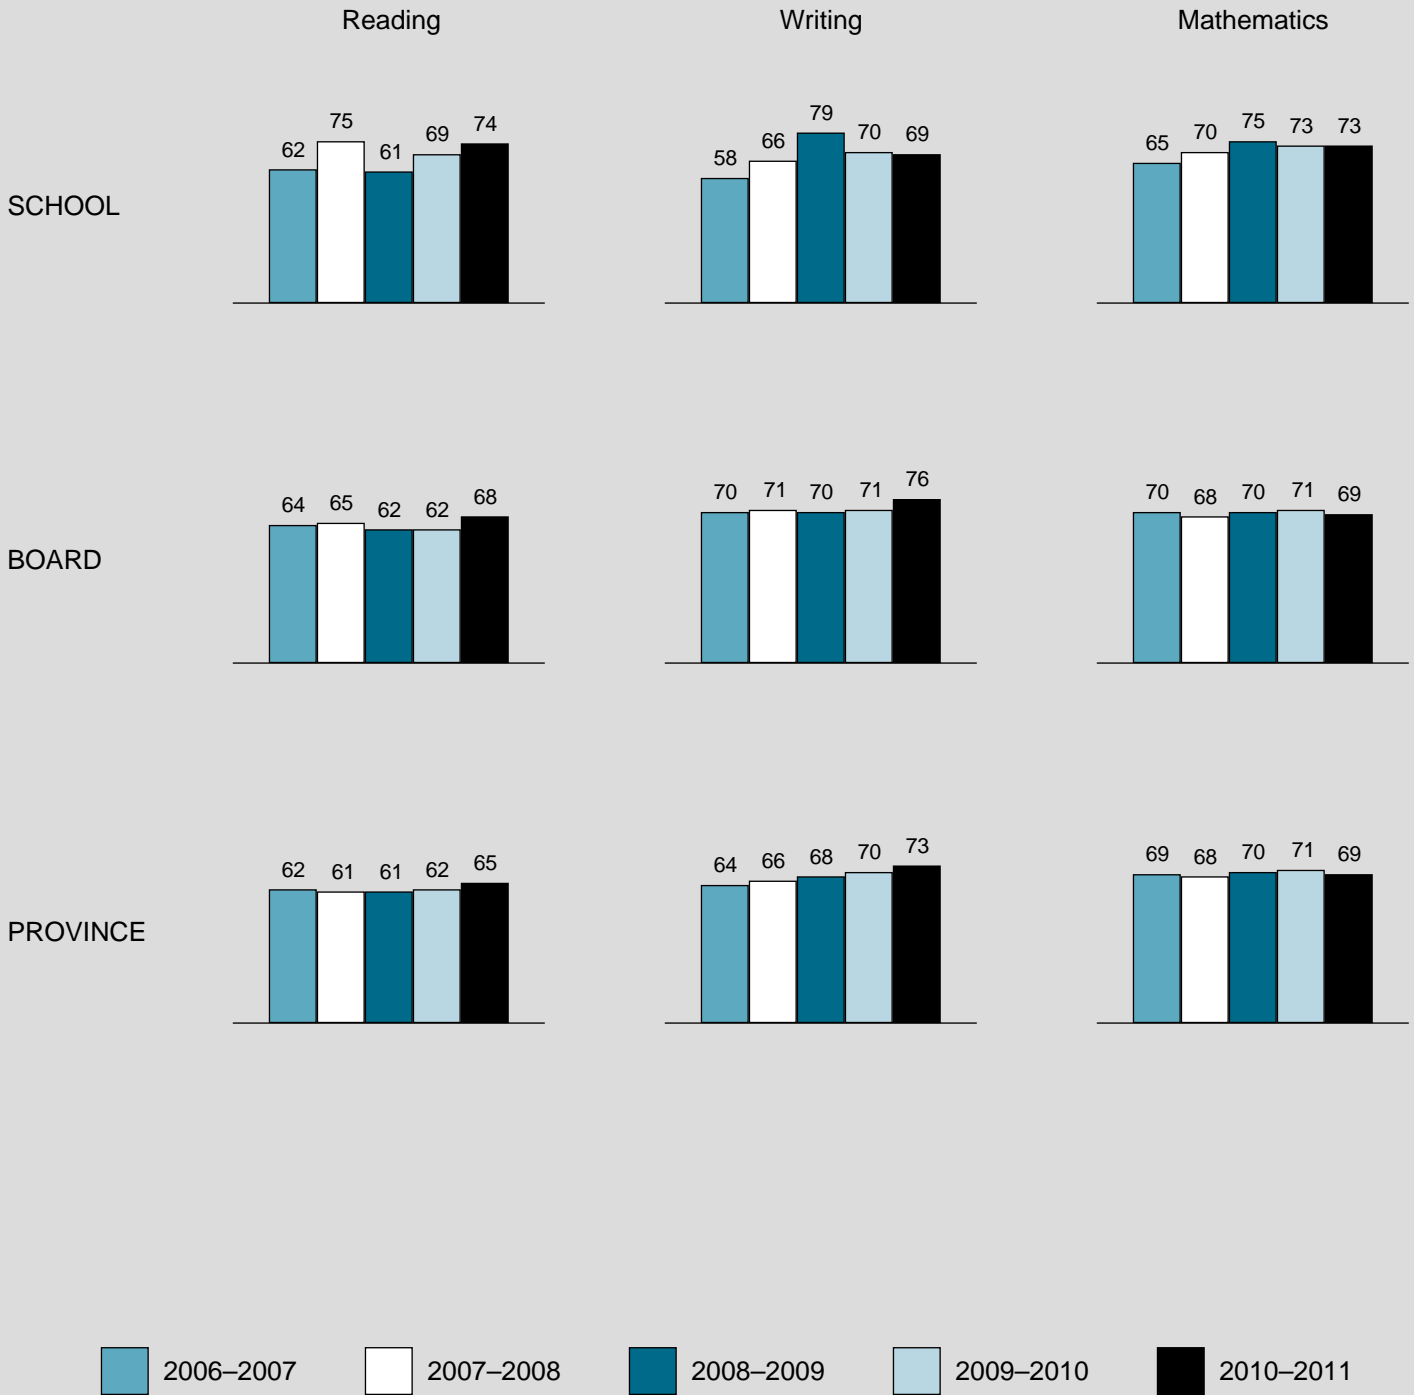 Reading Writing Mathematics
SCHOOL
62 75 61 69 74
58 66 79 70 69
65 70 75 73 73
BOARD
64 65 62 62 68
70 71 70 71 76
70 68 70 71 69
PROVINCE
62 61 61 62 65
64 66 68 70 73
69 68 70 71 69
2006–2007 2007–2008 2008–2009 2009–2010 2010–2011